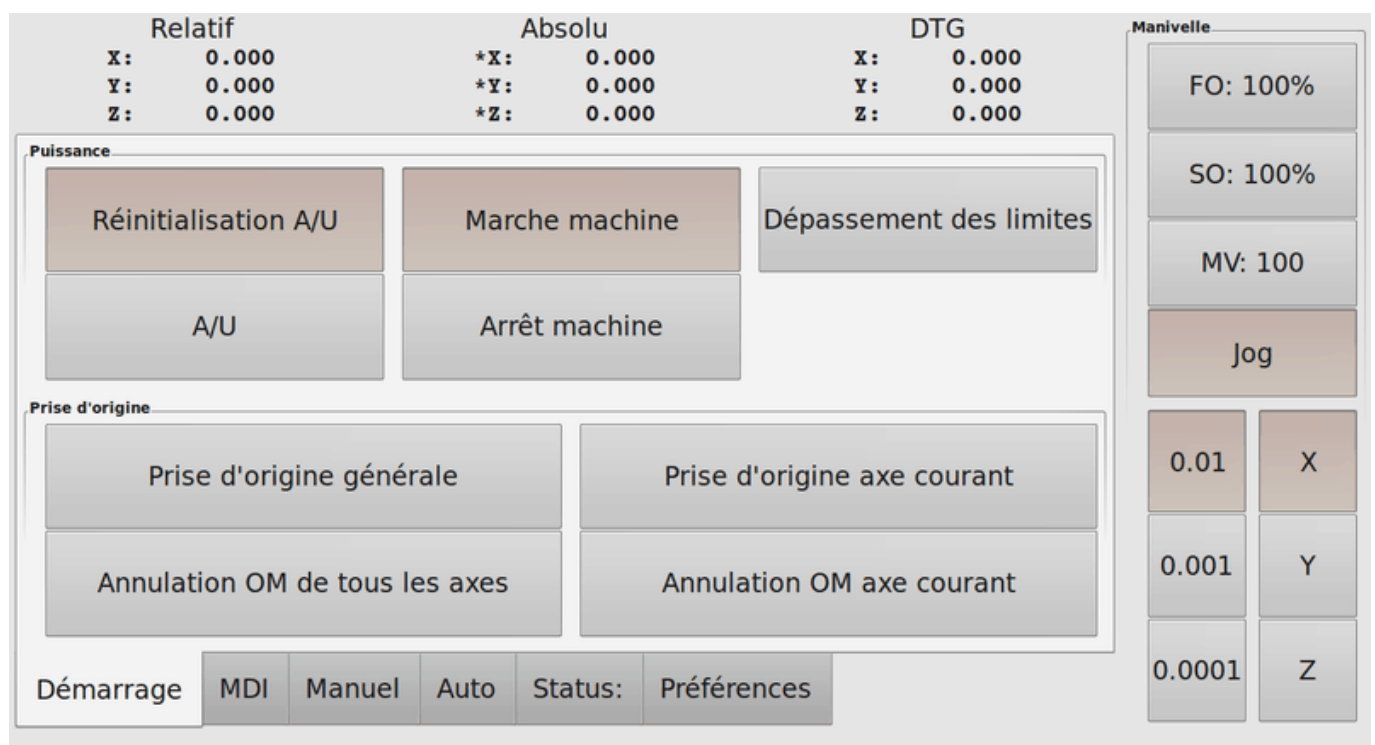 Relatif Absolu DTG
X: 0.000 *X: 0.000 X: 0.000
Y: 0.000 *Y: 0.000 Y: 0.000
Z: 0.000 *Z: 0.000 Z: 0.000
Puissance
Réinitialisation A/U Marche machine Dépassement des limites
A/U Arrêt machine
Prise d'origine
Prise d'origine générale Prise d'origine axe courant
Annulation OM de tous les axes Annulation OM axe courant
Démarrage MDI Manuel Auto Status: Préférences
Manivelle
FO: 100%
SO: 100%
MV: 100
Jog
0.01 X
0.001 Y
0.0001 Z